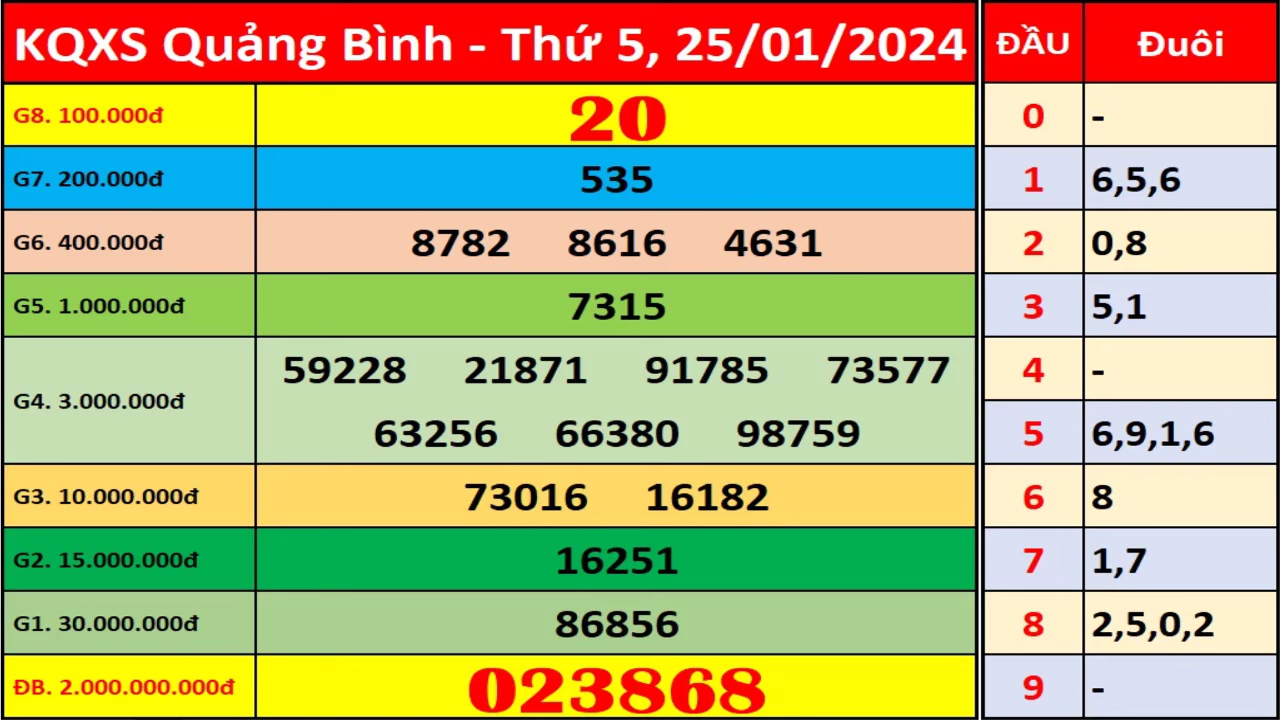 KQXS Quảng Bình - Thứ 5, 25/01/2024
G8. 100.000đ 20
G7. 200.000đ 535
G6. 400.000đ 8782 8616 4631
G5. 1.000.000đ 7315
G4. 3.000.000đ 59228 21871 91785 73577
63256 66380 98759
G3. 10.000.000đ 73016 16182
G2. 15.000.000đ 16251
G1. 30.000.000đ 86856
ĐB. 2.000.000.000đ 023868
ĐẦU Đuôi
0 -
1 6,5,6
2 0,8
3 5,1
4 -
5 6,9,1,6
6 8
7 1,7
8 2,5,0,2
9 -